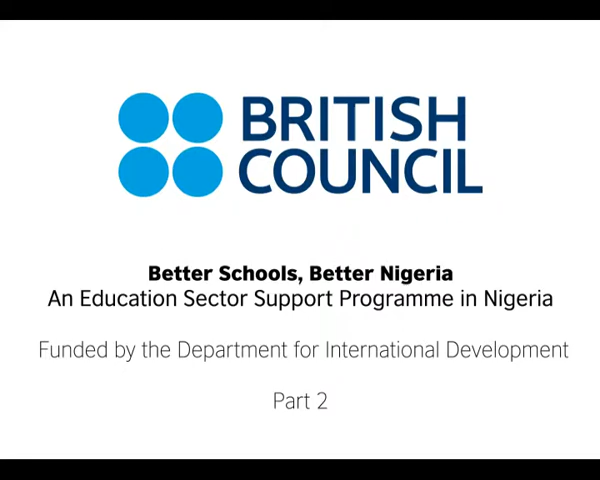 BRITISH
COUNCIL
Better Schools, Better Nigeria
An Education Sector Support Programme in Nigeria
Funded by the Department for International Development
Part 2